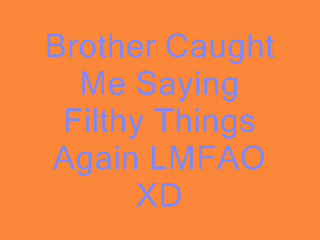 Brother Caught
Me Saying
Filthy Things
Again LMFAO
XD